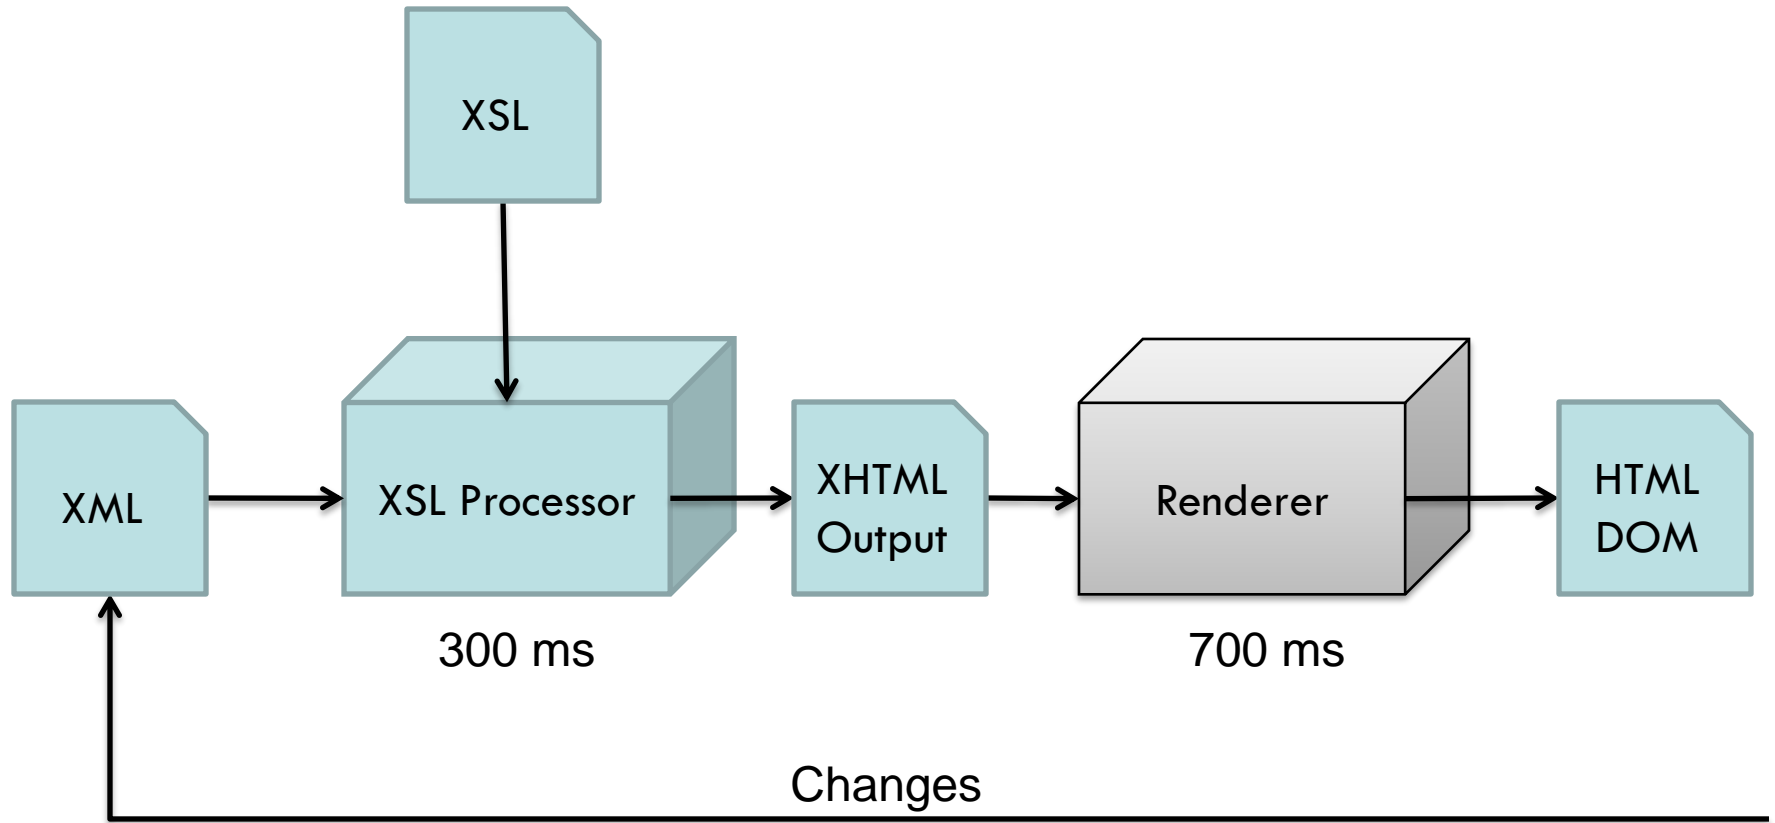 XSL
XML
XSL Processor
XHTML
Output
Renderer
HTML
DOM
300 ms
700 ms
Changes